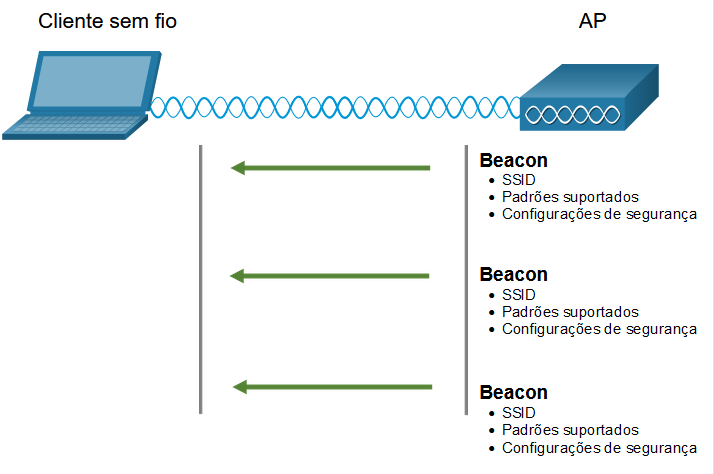 Cliente sem fio
AP
Beacon
• SSID
• Padrões suportados
• Configurações de segurança
Beacon
• SSID
• Padrões suportados
• Configurações de segurança
Beacon
• SSID
• Padrões suportados
• Configurações de segurança